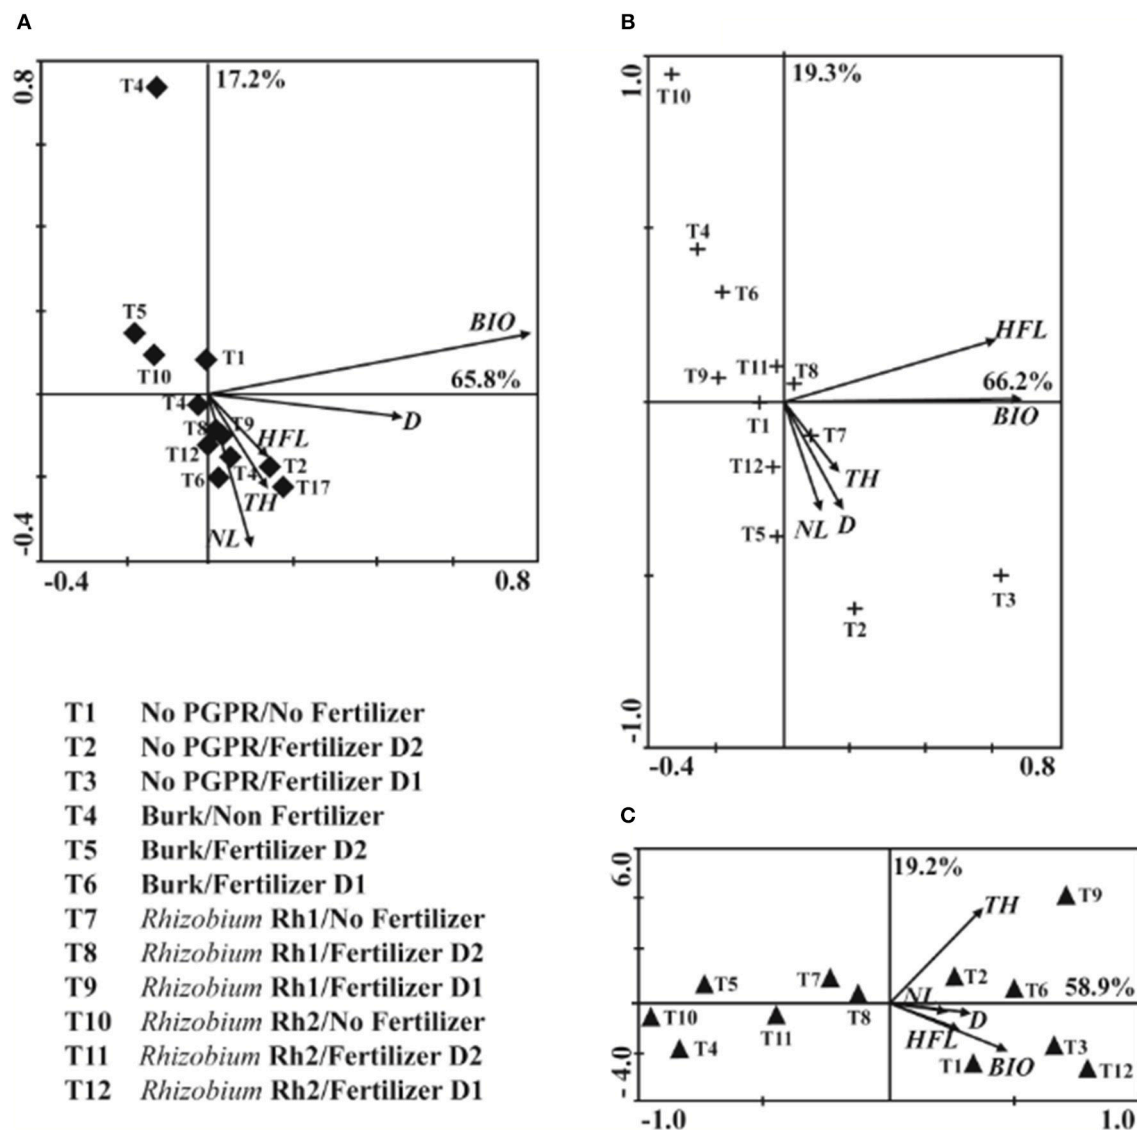 A
0.8
17.2%
T4
T5
BIO
T1
T10
65.8%
T4
D
T8
T9
HFL
T12
T2
T6
T4
T17
TH
NL
-0.4
-0.4
0.8
B
1.0
19.3%
T10
T4
T6
HFL
T11
T8
T9
66.2%
BIO
T1
T7
T12
TH
NL
D
T5
T3
T2
-1.0
-0.4
0.8
T1 No PGPR/No Fertilizer
T2 No PGPR/Fertilizer D2
T3 No PGPR/Fertilizer D1
T4 Burk/Non Fertilizer
T5 Burk/Fertilizer D2
T6 Burk/Fertilizer D1
T7 Rhizobium Rh1/No Fertilizer
T8 Rhizobium Rh1/Fertilizer D2
T9 Rhizobium Rh1/Fertilizer D1
T10 Rhizobium Rh2/No Fertilizer
T11 Rhizobium Rh2/Fertilizer D2
T12 Rhizobium Rh2/Fertilizer D1
C
6.0
19.2%
TH
T9
T5
T7
T2
T6
58.9%
NL
T10
T8
D
T4
T11
HFL
T3
T1
BIO
T12
-4.0
-1.0
1.0